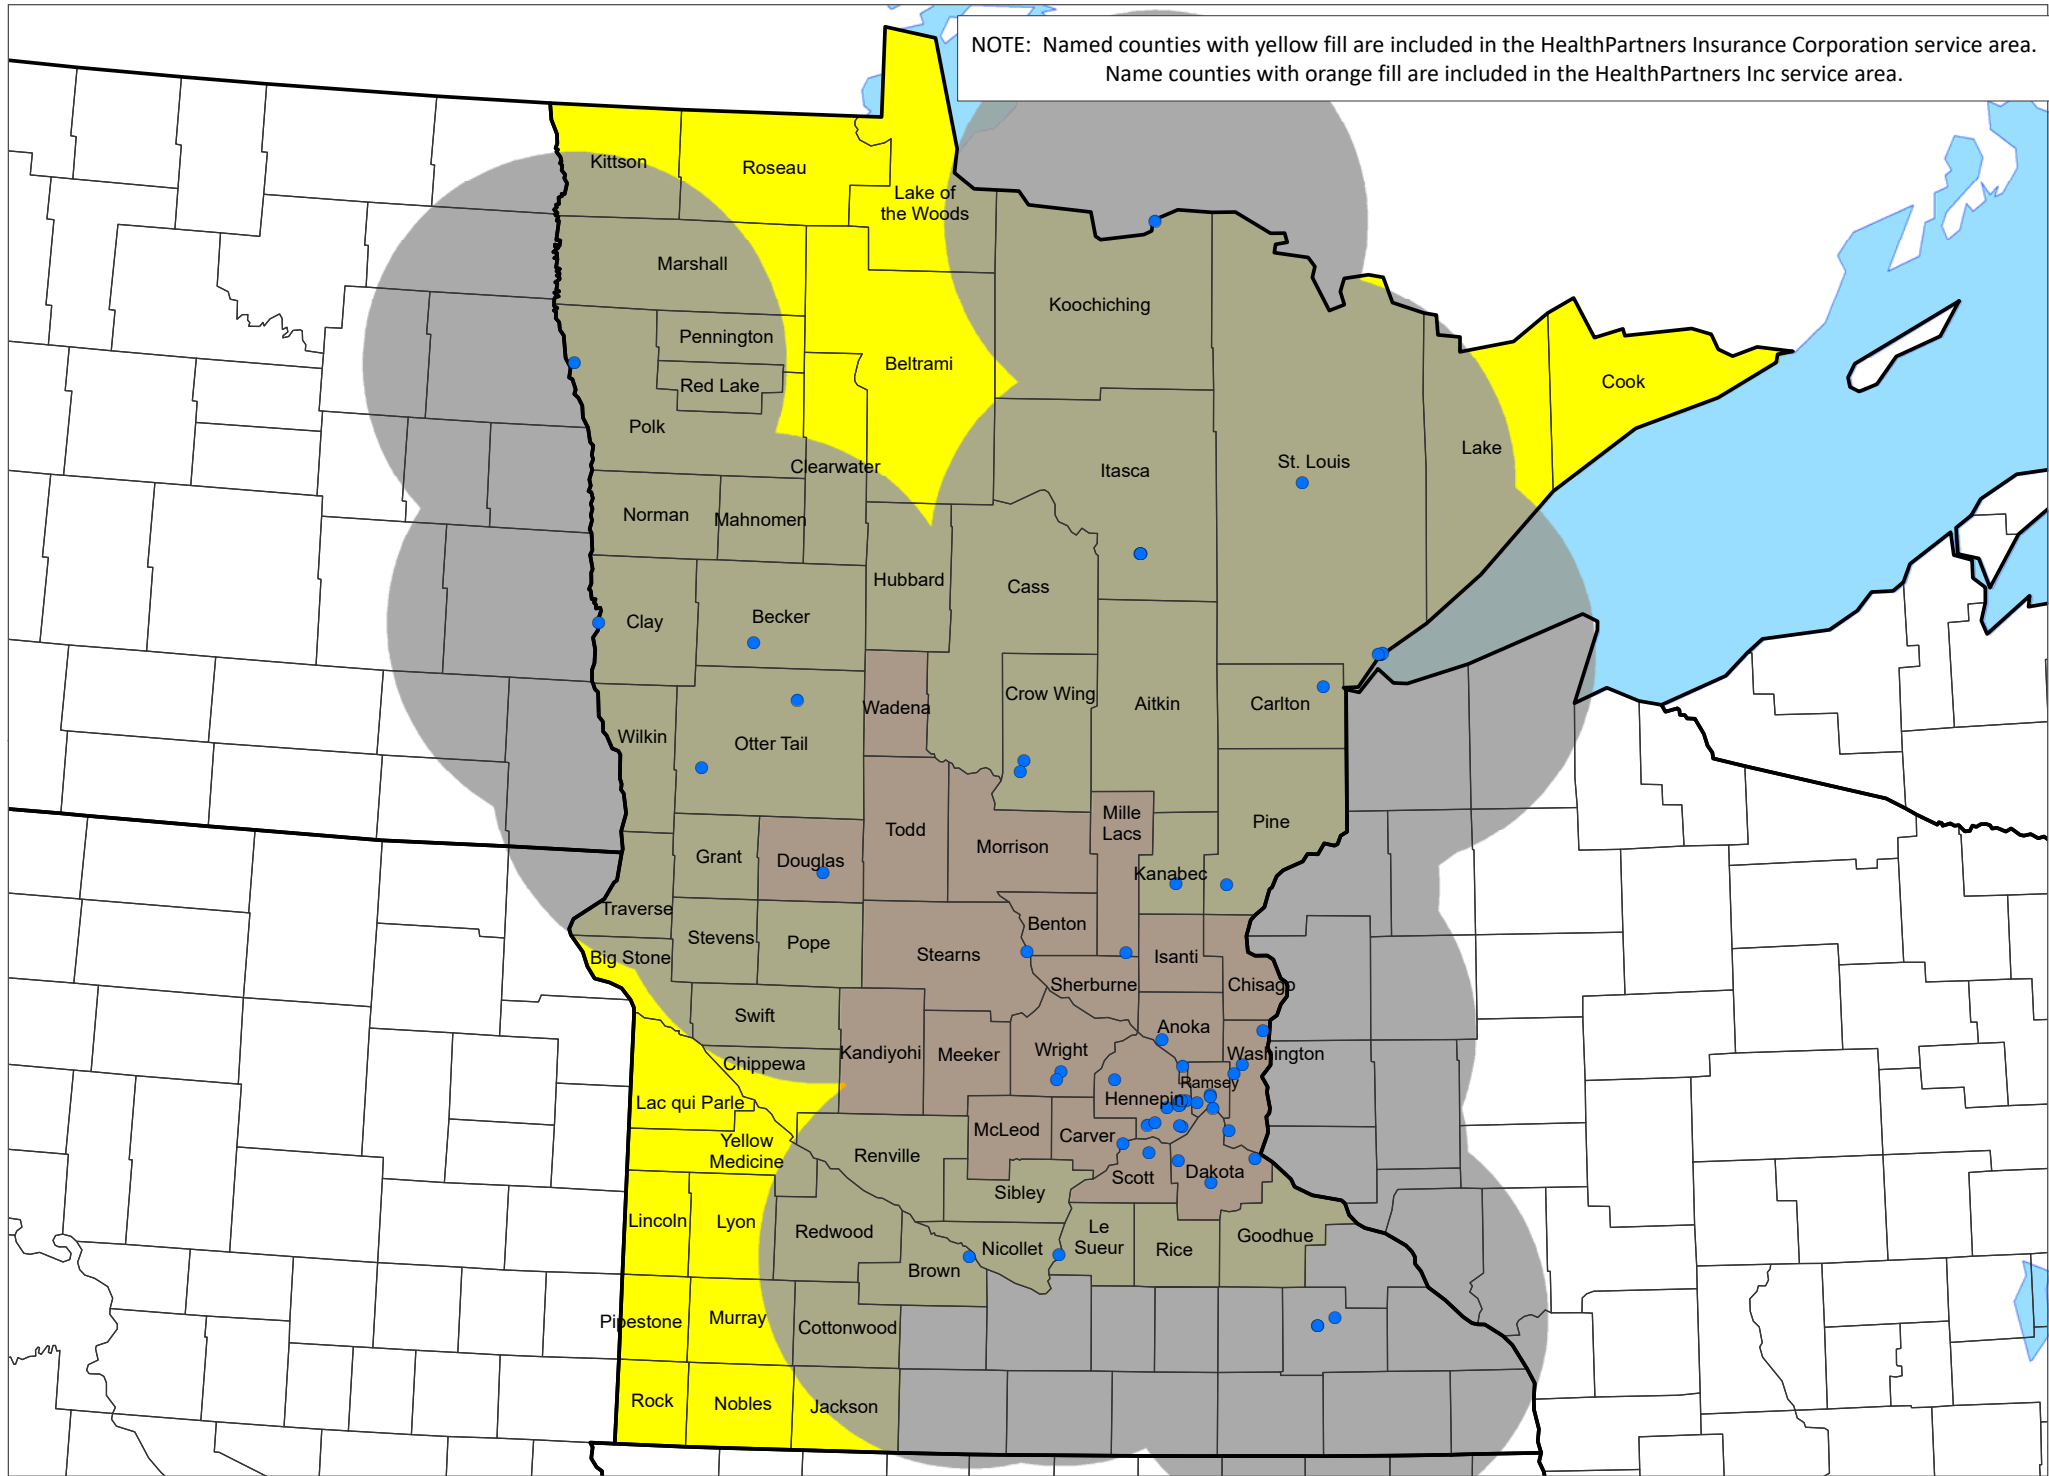 NOTE: Named counties with yellow fill are included in the HealthPartners Insurance Corporation service area.
Name counties with orange fill are included in the HealthPartners Inc service area.
Kittson
Roseau
Lake of
the Woods
Marshall
Koochiching
Pennington
Beltrami
Red Lake
Cook
Polk
Lake
Clearwater
Itasca
St. Louis
Norman
Mahnomen
Hubbard
Cass
Clay
Becker
Crow Wing
Wadena
Aitkin
Carlton
Wilkin
Otter Tail
Mille
Lacs
Pine
Todd
Morrison
Grant
Douglas
Kanabec
Traverse
Benton
Stevens
Pope
Stearns
Isanti
Big Stone
Sherburne
Chisago
Swift
Anoka
Kandiyohi
Meeker
Wright
Washington
Chippewa
Ramsey
Lac qui Parle
Hennepin
McLeod
Carver
Yellow
Medicine
Renville
Scott
Dakota
Sibley
Lincoln
Lyon
Redwood
Le
Sueur
Goodhue
Nicollet
Rice
Brown
Pipestone
Murray
Cottonwood
Rock
Nobles
Jackson